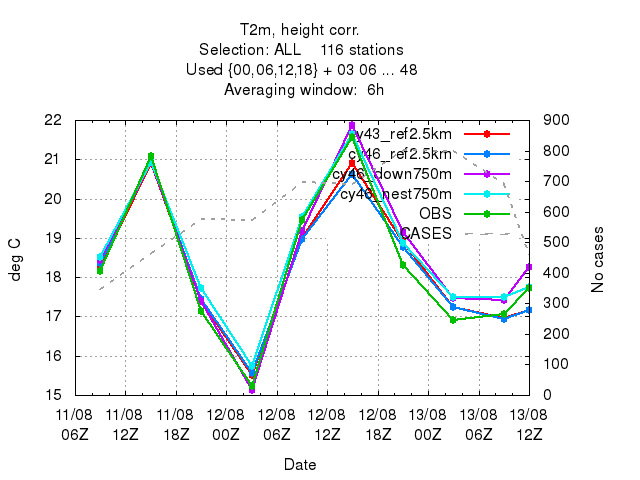 T2m, height corr.
Selection: ALL 116 stations
Used {00,06,12,18} + 03 06 ... 48
Averaging window: 6h
22
21
20
19
18
17
16
15
deg C
900
800
700
600
500
400
300
200
100
0
No cases
cy43_ref2.5km
cy46_ref2.5km
cy46_down750m
cy46_nest750m
OBS
CASES
11/08 11/08 11/08 12/08 12/08 12/08 12/08 13/08 13/08 13/08
06Z 12Z 18Z 00Z 06Z 12Z 18Z 00Z 06Z 12Z
Date